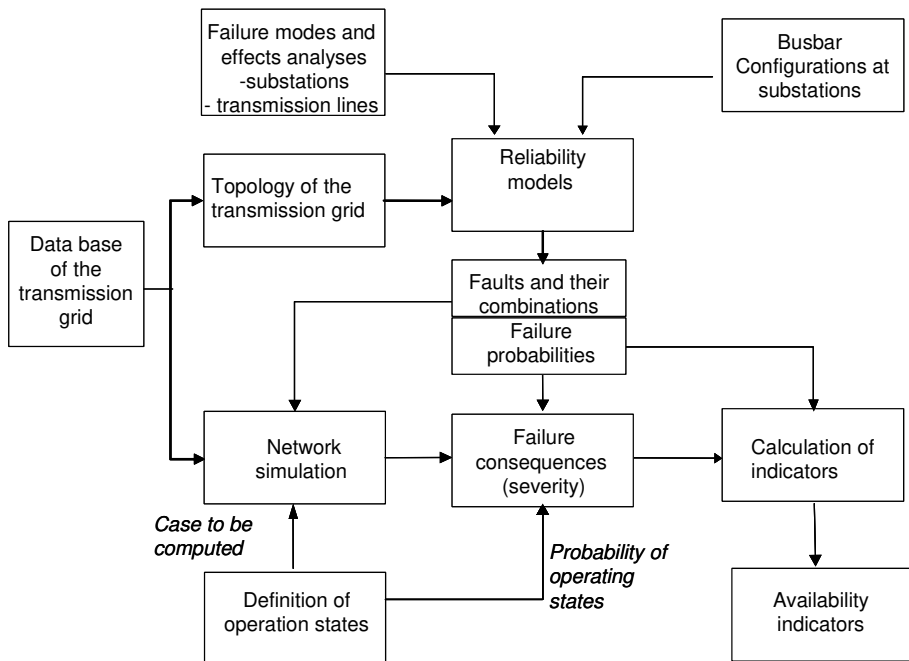 Failure modes and
effects analyses
-substations
- transmission lines
Busbar
Configurations at
substations
Reliability
models
Topology of the
transmission grid
Data base
of the
transmission
grid
Faults and their
combinations
Failure
probabilities
Network
simulation
Failure
consequences
(severity)
Calculation of
indicators
Case to be
computed
Probability of
operating
states
Definition of
operation states
Availability
indicators